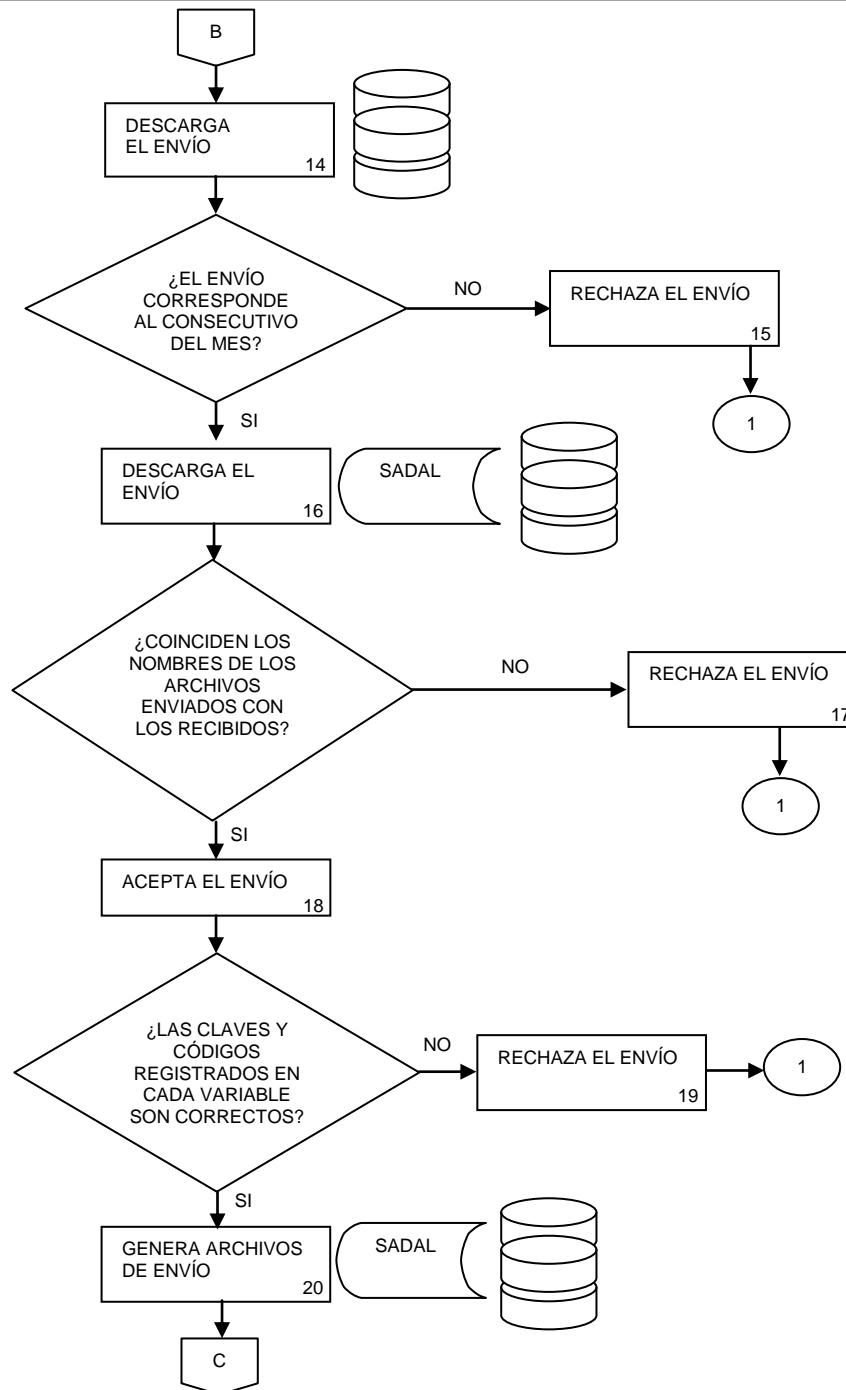 B
DESCARGA
EL ENVÍO
14
¿EL ENVÍO
CORRESPONDE
AL CONSECUTIVO
DEL MES?
NO
RECHAZA EL ENVÍO
15
1
SI
DESCARGA EL
ENVÍO
16
SADAL
¿COINCIDEN LOS
NOMBRES DE LOS
ARCHIVOS
ENVIADOS CON
LOS RECIBIDOS?
NO
RECHAZA EL ENVÍO
17
1
SI
ACEPTA EL ENVÍO
18
¿LAS CLAVES Y
CÓDIGOS
REGISTRADOS EN
CADA VARIABLE
SON CORRECTOS?
NO
RECHAZA EL ENVÍO
19
1
SI
GENERA ARCHIVOS
DE ENVÍO
20
SADAL
C